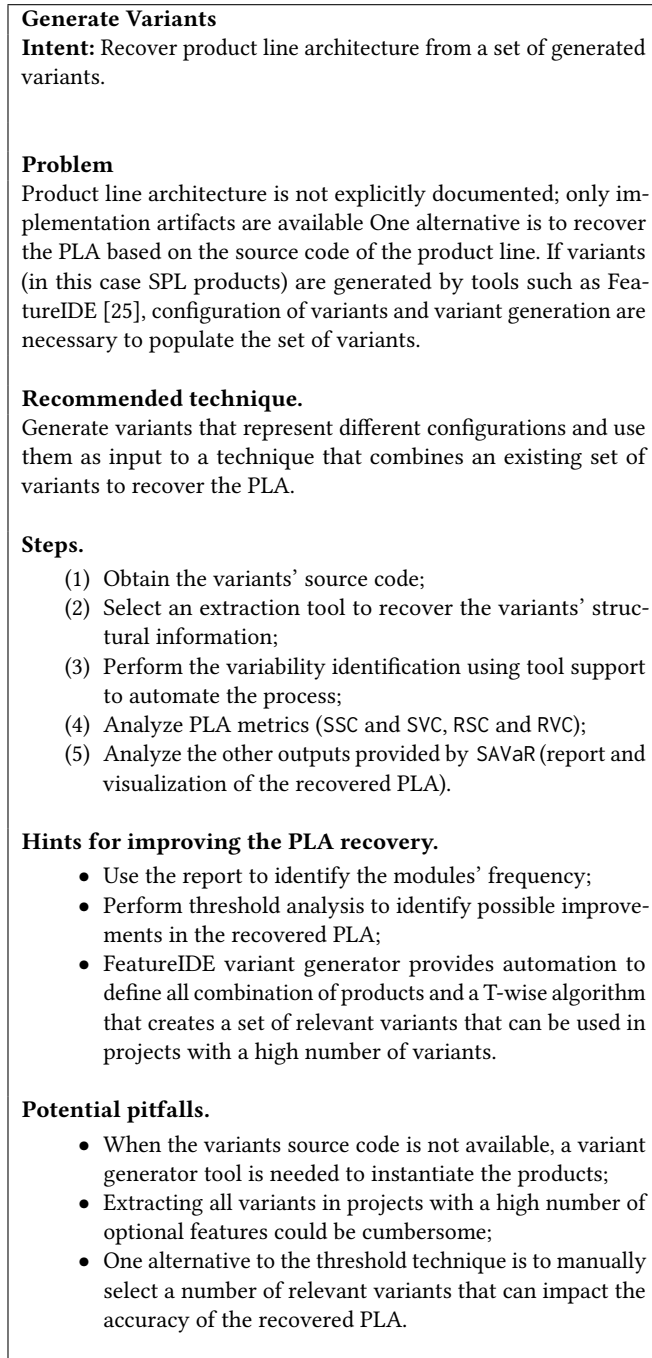 Generate Variants
Intent: Recover product line architecture from a set of generated
variants.
Problem
Product line architecture is not explicitly documented; only im-
plementation artifacts are available One alternative is to recover
the PLA based on the source code of the product line. If variants
(in this case SPL products) are generated by tools such as Fea-
tureIDE [25], configuration of variants and variant generation are
necessary to populate the set of variants.
Recommended technique.
Generate variants that represent different configurations and use
them as input to a technique that combines an existing set of
variants to recover the PLA.
Steps.
(1) Obtain the variants' source code;
(2) Select an extraction tool to recover the variants' struc-
tural information;
(3) Perform the variability identification using tool support
to automate the process;
(4) Analyze PLA metrics (SSC and SVC, RSC and RVC);
(5) Analyze the other outputs provided by SAVaR (report and
visualization of the recovered PLA).
Hints for improving the PLA recovery.
• Use the report to identify the modules' frequency;
• Perform threshold analysis to identify possible improve-
ments in the recovered PLA;
• FeatureIDE variant generator provides automation to
define all combination of products and a T-wise algorithm
that creates a set of relevant variants that can be used in
projects with a high number of variants.
Potential pitfalls.
• When the variants source code is not available, a variant
generator tool is needed to instantiate the products;
• Extracting all variants in projects with a high number of
optional features could be cumbersome;
• One alternative to the threshold technique is to manually
select a number of relevant variants that can impact the
accuracy of the recovered PLA.